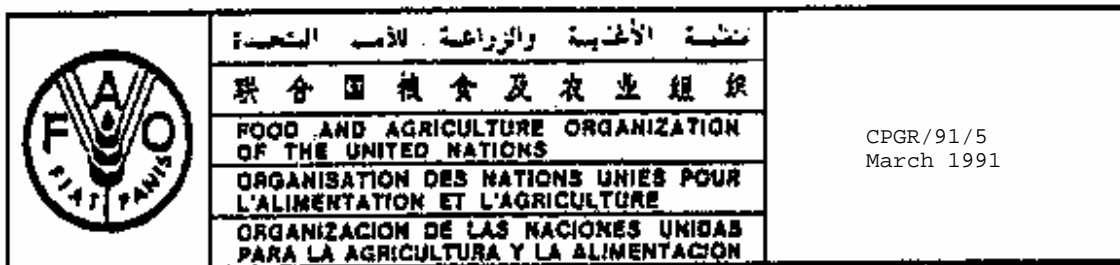 FAO
FIAT PANIS
منظمة الأغذية والزراعة للأمم المتحدة
联合国粮食及农业组织
FOOD AND AGRICULTURE ORGANIZATION
OF THE UNITED NATIONS
ORGANISATION DES NATIONS UNIES POUR
L'ALIMENTATION ET L'AGRICULTURE
ORGANIZACION DE LAS NACIONES UNIDAS
PARA LA AGRICULTURA Y LA ALIMENTACION
CPGR/91/5
March 1991